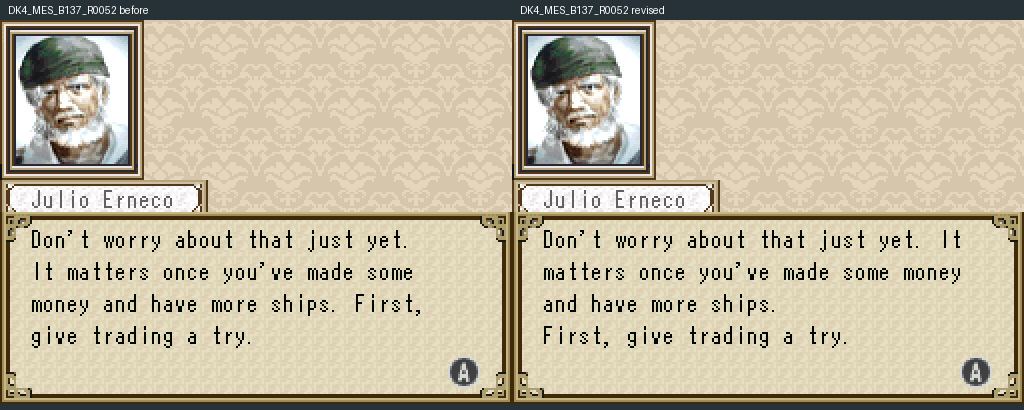 DK4_MES_B137_R0052 before
Julio Erneco
Don't worry about that just yet.
It matters once you've made some
money and have more ships. First,
give trading a try.
A
DK4_MES_B137_R0052 revised
Julio Erneco
Don't worry about that just yet. It
matters once you've made some money
and have more ships.
First, give trading a try.
A